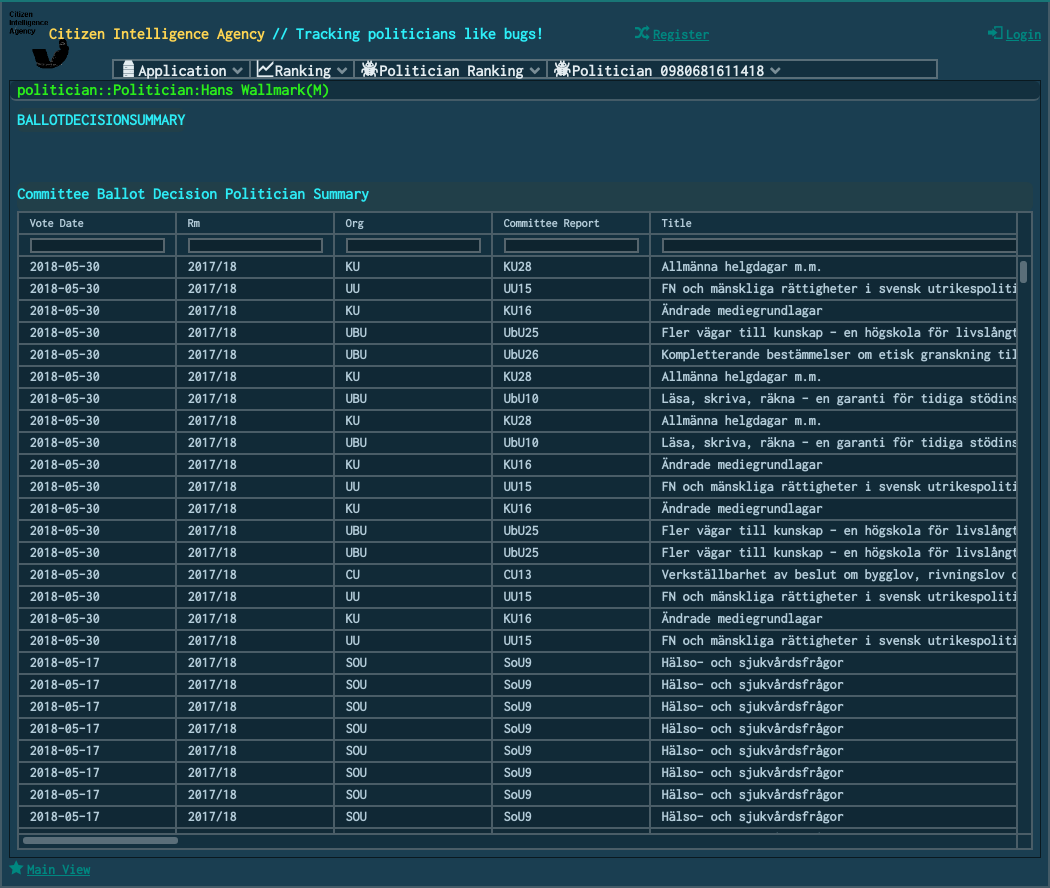 Citizen
Intelligence
Agency
Citizen Intelligence Agency // Tracking politicians like bugs!
Register
Login
Application Ranking Politician Ranking Politician 0980681611418
politician::Politician:Hans Wallmark(M)
BALLOTDECISIONSUMMARY
Committee Ballot Decision Politician Summary
Vote Date Rm Org Committee Report Title
2018-05-30 2017/18 KU KU28 Allmänna helgdagar m.m.
2018-05-30 2017/18 UU UU15 FN och mänskliga rättigheter i svensk utrikespoliti
2018-05-30 2017/18 KU KU16 Ändrade mediegrundlagar
2018-05-30 2017/18 UBU UbU25 Fler vägar till kunskap – en högskola för livslångt
2018-05-30 2017/18 UBU UbU26 Kompletterande bestämmelser om etisk granskning til
2018-05-30 2017/18 KU KU28 Allmänna helgdagar m.m.
2018-05-30 2017/18 UBU UbU10 Läsa, skriva, räkna – en garanti för tidiga stödins
2018-05-30 2017/18 KU KU28 Allmänna helgdagar m.m.
2018-05-30 2017/18 UBU UbU10 Läsa, skriva, räkna – en garanti för tidiga stödins
2018-05-30 2017/18 KU KU16 Ändrade mediegrundlagar
2018-05-30 2017/18 UU UU15 FN och mänskliga rättigheter i svensk utrikespoliti
2018-05-30 2017/18 KU KU16 Ändrade mediegrundlagar
2018-05-30 2017/18 UBU UbU25 Fler vägar till kunskap – en högskola för livslångt
2018-05-30 2017/18 UBU UbU25 Fler vägar till kunskap – en högskola för livslångt
2018-05-30 2017/18 CU CU13 Verkställbarhet av beslut om bygglov, rivningslov
2018-05-30 2017/18 UU UU15 FN och mänskliga rättigheter i svensk utrikespoliti
2018-05-30 2017/18 KU KU16 Ändrade mediegrundlagar
2018-05-30 2017/18 UU UU15 FN och mänskliga rättigheter i svensk utrikespoliti
2018-05-17 2017/18 SOU SoU9 Hälso- och sjukvårdsfrågor
2018-05-17 2017/18 SOU SoU9 Hälso- och sjukvårdsfrågor
2018-05-17 2017/18 SOU SoU9 Hälso- och sjukvårdsfrågor
2018-05-17 2017/18 SOU SoU9 Hälso- och sjukvårdsfrågor
2018-05-17 2017/18 SOU SoU9 Hälso- och sjukvårdsfrågor
2018-05-17 2017/18 SOU SoU9 Hälso- och sjukvårdsfrågor
2018-05-17 2017/18 SOU SoU9 Hälso- och sjukvårdsfrågor
2018-05-17 2017/18 SOU SoU9 Hälso- och sjukvårdsfrågor
Main View